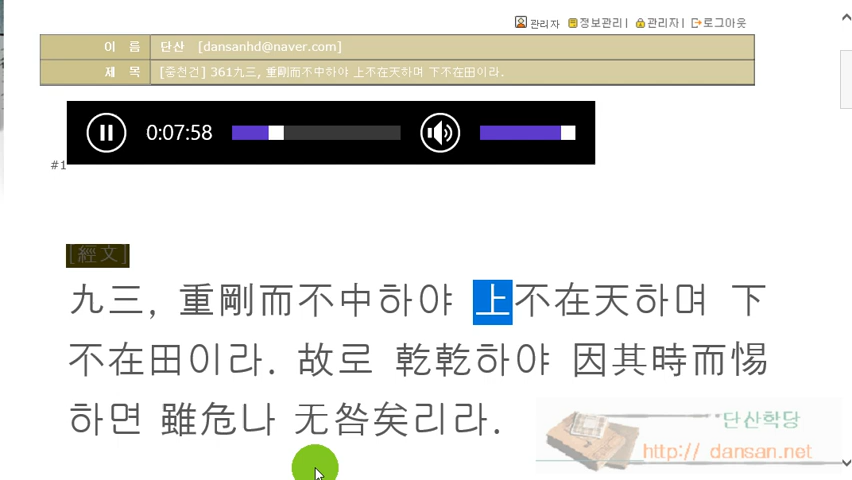 관리자 정보관리| 관리자| 로그아웃
이 름 단산 [dansanhd@naver.com]
제 목 [중천건] 361九三, 重剛而不中하야 上不在天하며 下不在田이라.
0:07:58
#1
[經文]
九三, 重剛而不中하야 上不在天하며 下
不在田이라. 故로 乾乾하야 因其時而惕
하면 雖危나 无咎矣리라.
단산학당
http:// dansan.net